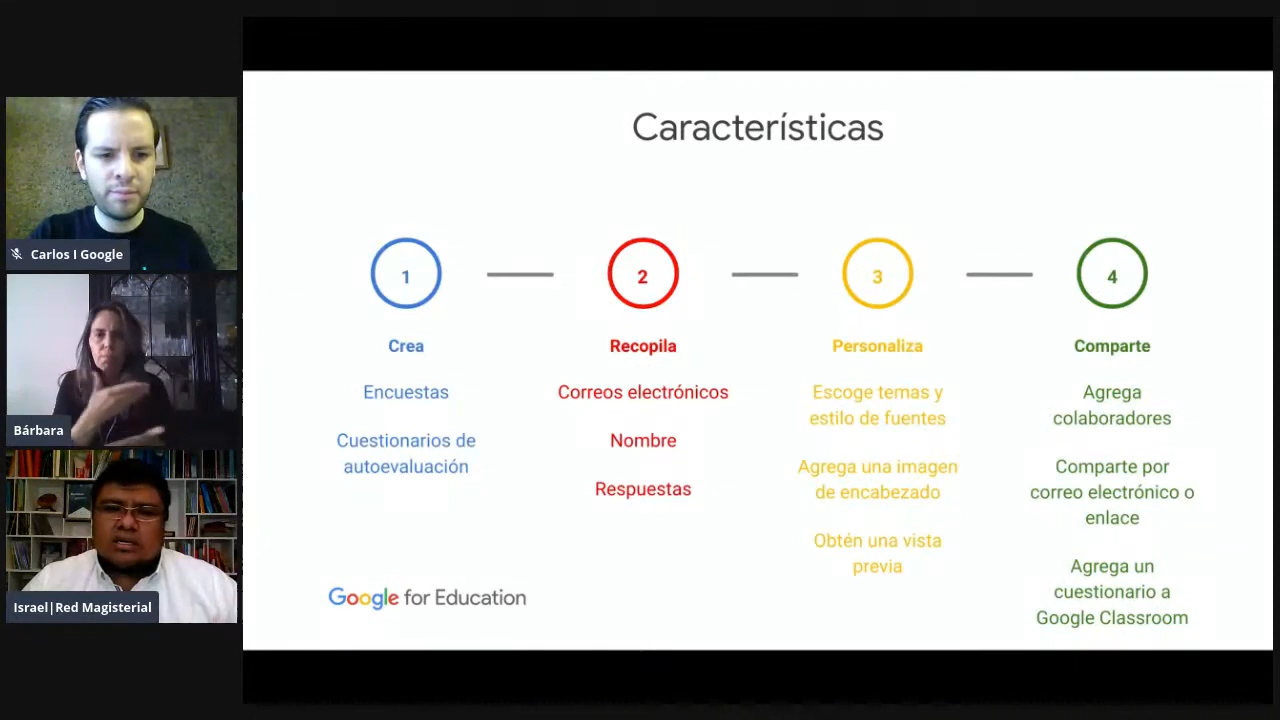 Carlos I Google
Bárbara
Israel|Red Magisterial
Características
1
Crea
Encuestas
Cuestionarios de
autoevaluación
2
Recopila
Correos electrónicos
Nombre
Respuestas
3
Personaliza
Escoge temas y
estilo de fuentes
Agrega una imagen
de encabezado
Obtén una vista
previa
4
Comparte
Agrega
colaboradores
Comparte por
correo electrónico o
enlace
Agrega un
cuestionario a
Google Classroom
Google for Education